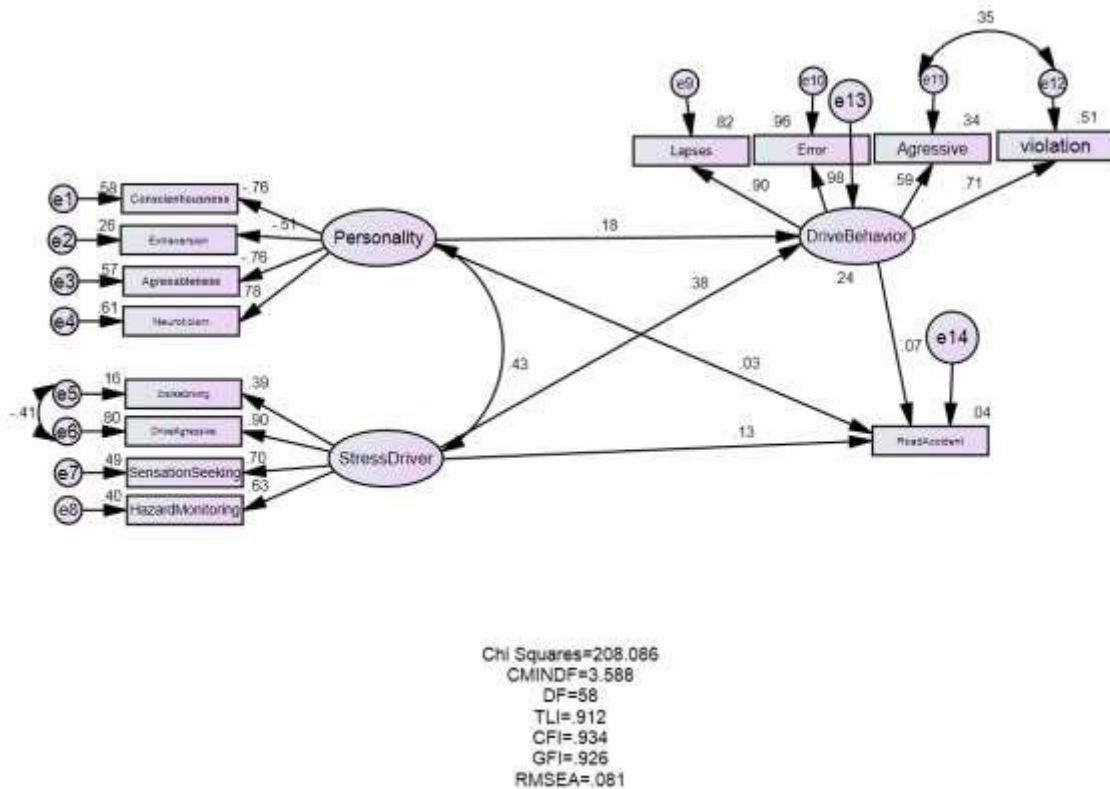 .35
e9
e10
e13
e11
e12
.82
.96
.34
.51
Lapses
Error
Agressive
violation
.90
.98
.59
.71
e1
.58
Conscienhousness
-.76
e2
.26
Extraversion
-.51
e3
.57
Agreeableness
-.76
e4
.61
Neuroticism
.78
Personality
.18
DriveBehavior
.24
.38
.43
.03
.07
e14
.04
RoadAccident
.13
-.41
e5
.16
.39
e6
.80
DriveAgressive
.90
e7
.49
SensationSeeking
.70
e8
.40
HazardMonitoring
.63
StressDriver
Chi Squares=208.086
CMINDF=3.588
DF=58
TLI=.912
CFI=.934
GFI=.926
RMSEA=.081